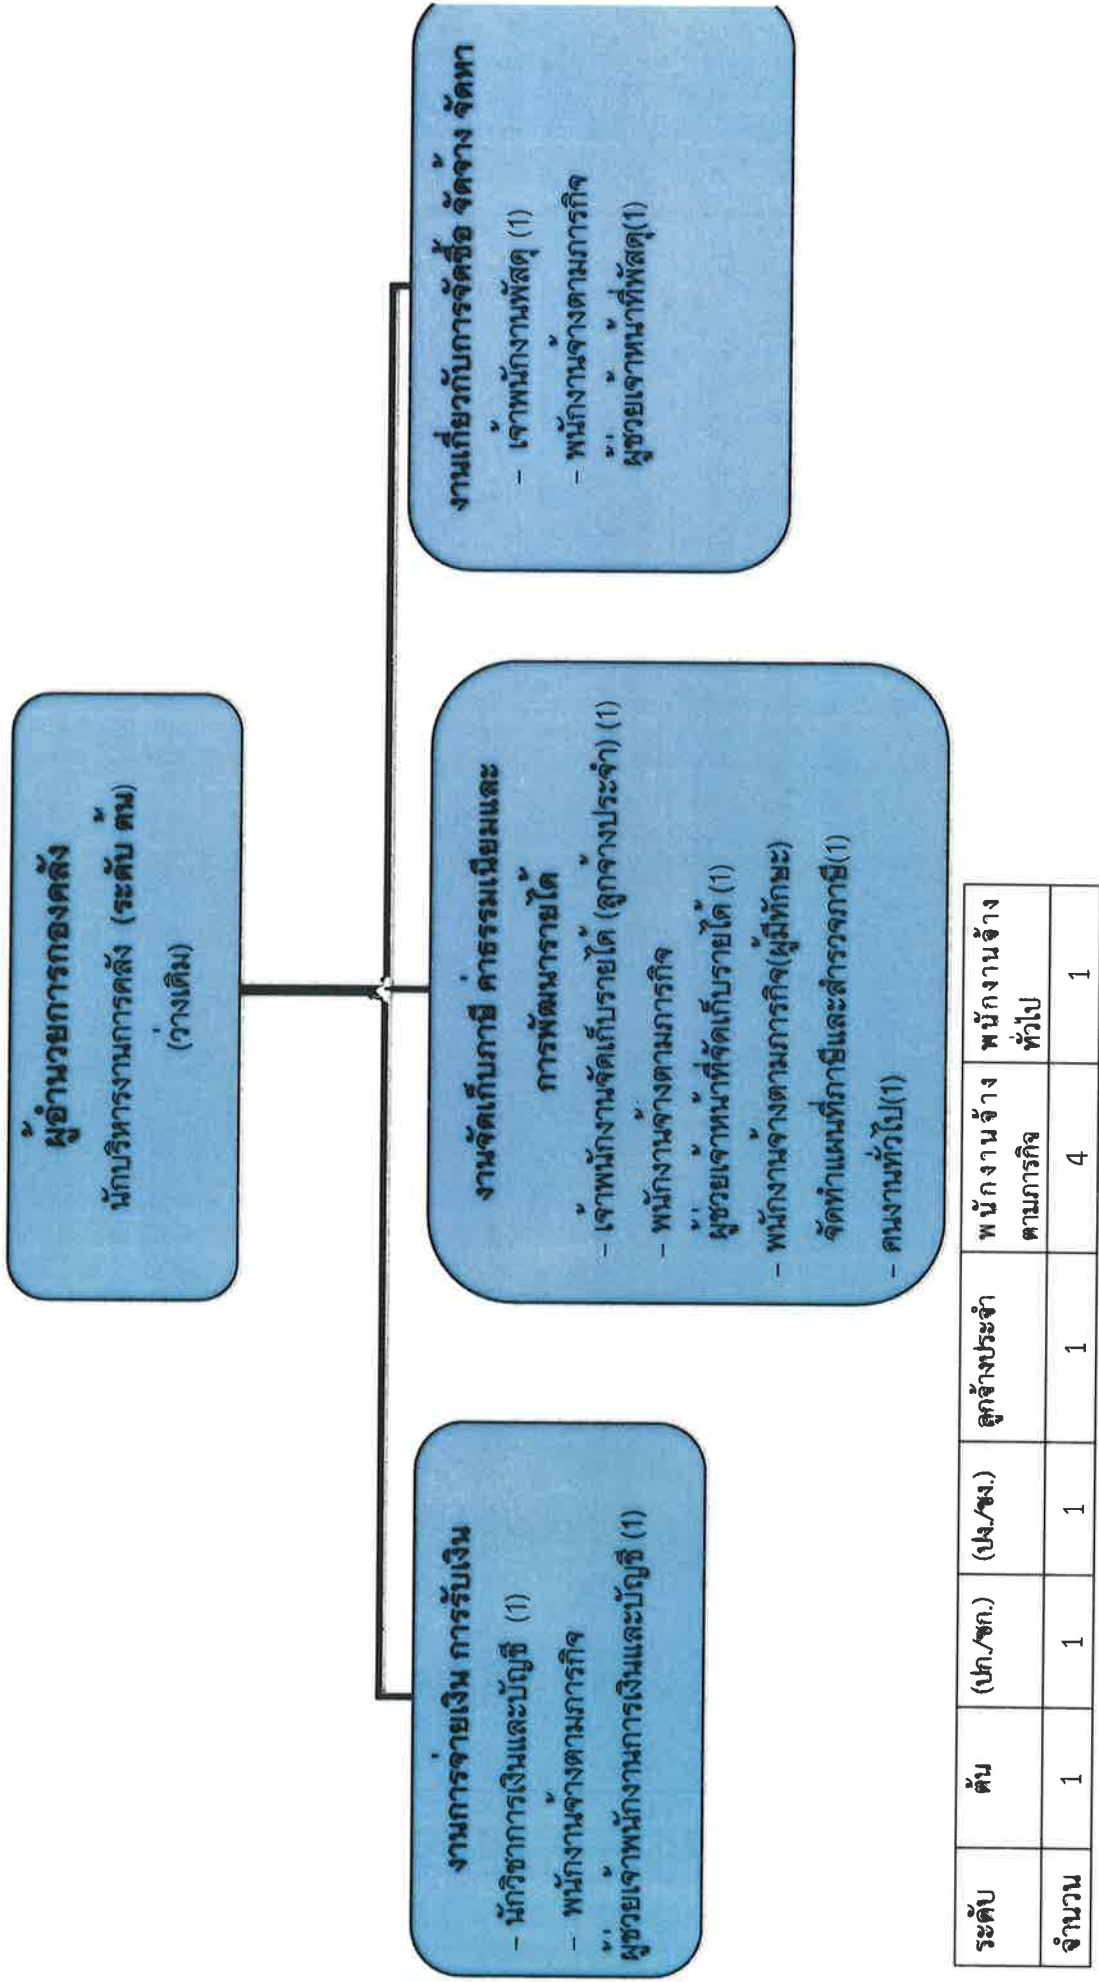 ผู้อำนวยการกองคลัง
นักบริหารงานการคลัง (ระดับ ต้น)
(ว่างเดิม)
งานการจ่ายเงิน การรับเงิน
- นักวิชาการเงินและบัญชี (1)
- พนักงานจ้างตามภารกิจ
ผู้ช่วยเจ้าพนักงานการเงินและบัญชี (1)
งานจัดเก็บภาษี ค่าธรรมเนียมและ
การพัฒนารายได้
- เจ้าพนักงานจัดเก็บรายได้ (ลูกจ้างประจำ) (1)
- พนักงานจ้างตามภารกิจ
ผู้ช่วยเจ้าหน้าที่จัดเก็บรายได้ (1)
- พนักงานจ้างตามภารกิจ(ผู้มีทักษะ)
จัดทำแผนที่ภาษีและสำรวจภาษี(1)
- คนงานทั่วไป(1)
งานเกี่ยวกับการจัดซื้อ จัดจ้าง จัดหา
- เจ้าพนักงานพัสดุ (1)
- พนักงานจ้างตามภารกิจ
ผู้ช่วยเจ้าหน้าที่พัสดุ(1)
ระดับ ต้น (ปก./ชก.) (ปง./ชง.) ลูกจ้างประจำ พนักงานจ้าง พนักงานจ้าง
ตามภารกิจ ทั่วไป
จำนวน 1 1 1 1 4 1